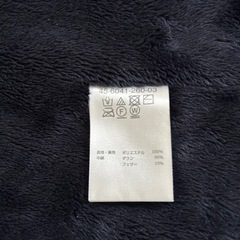 45-6041-260-03
表地・裏地 ポリエステル 100%
中綿 ダウン 90%
フェザー 10%